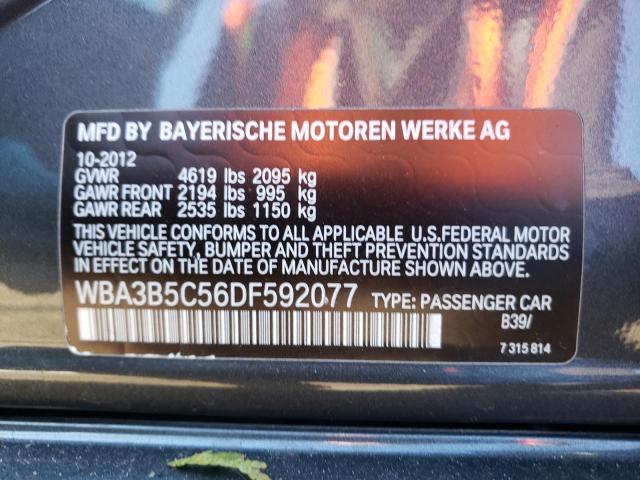 MFD BY BAYERISCHE MOTOREN WERKE AG
10-2012
GVWR 4619 lbs 2095 kg
GAWR FRONT 2194 lbs 995 kg
GAWR REAR 2535 lbs 1150 kg
THIS VEHICLE CONFORMS TO ALL APPLICABLE U.S.FEDERAL MOTOR
VEHICLE SAFETY, BUMPER AND THEFT PREVENTION STANDARDS
IN EFFECT ON THE DATE OF MANUFACTURE SHOWN ABOVE.
WBA3B5C56DF592077 TYPE: PASSENGER CAR
B39/
7 315 814